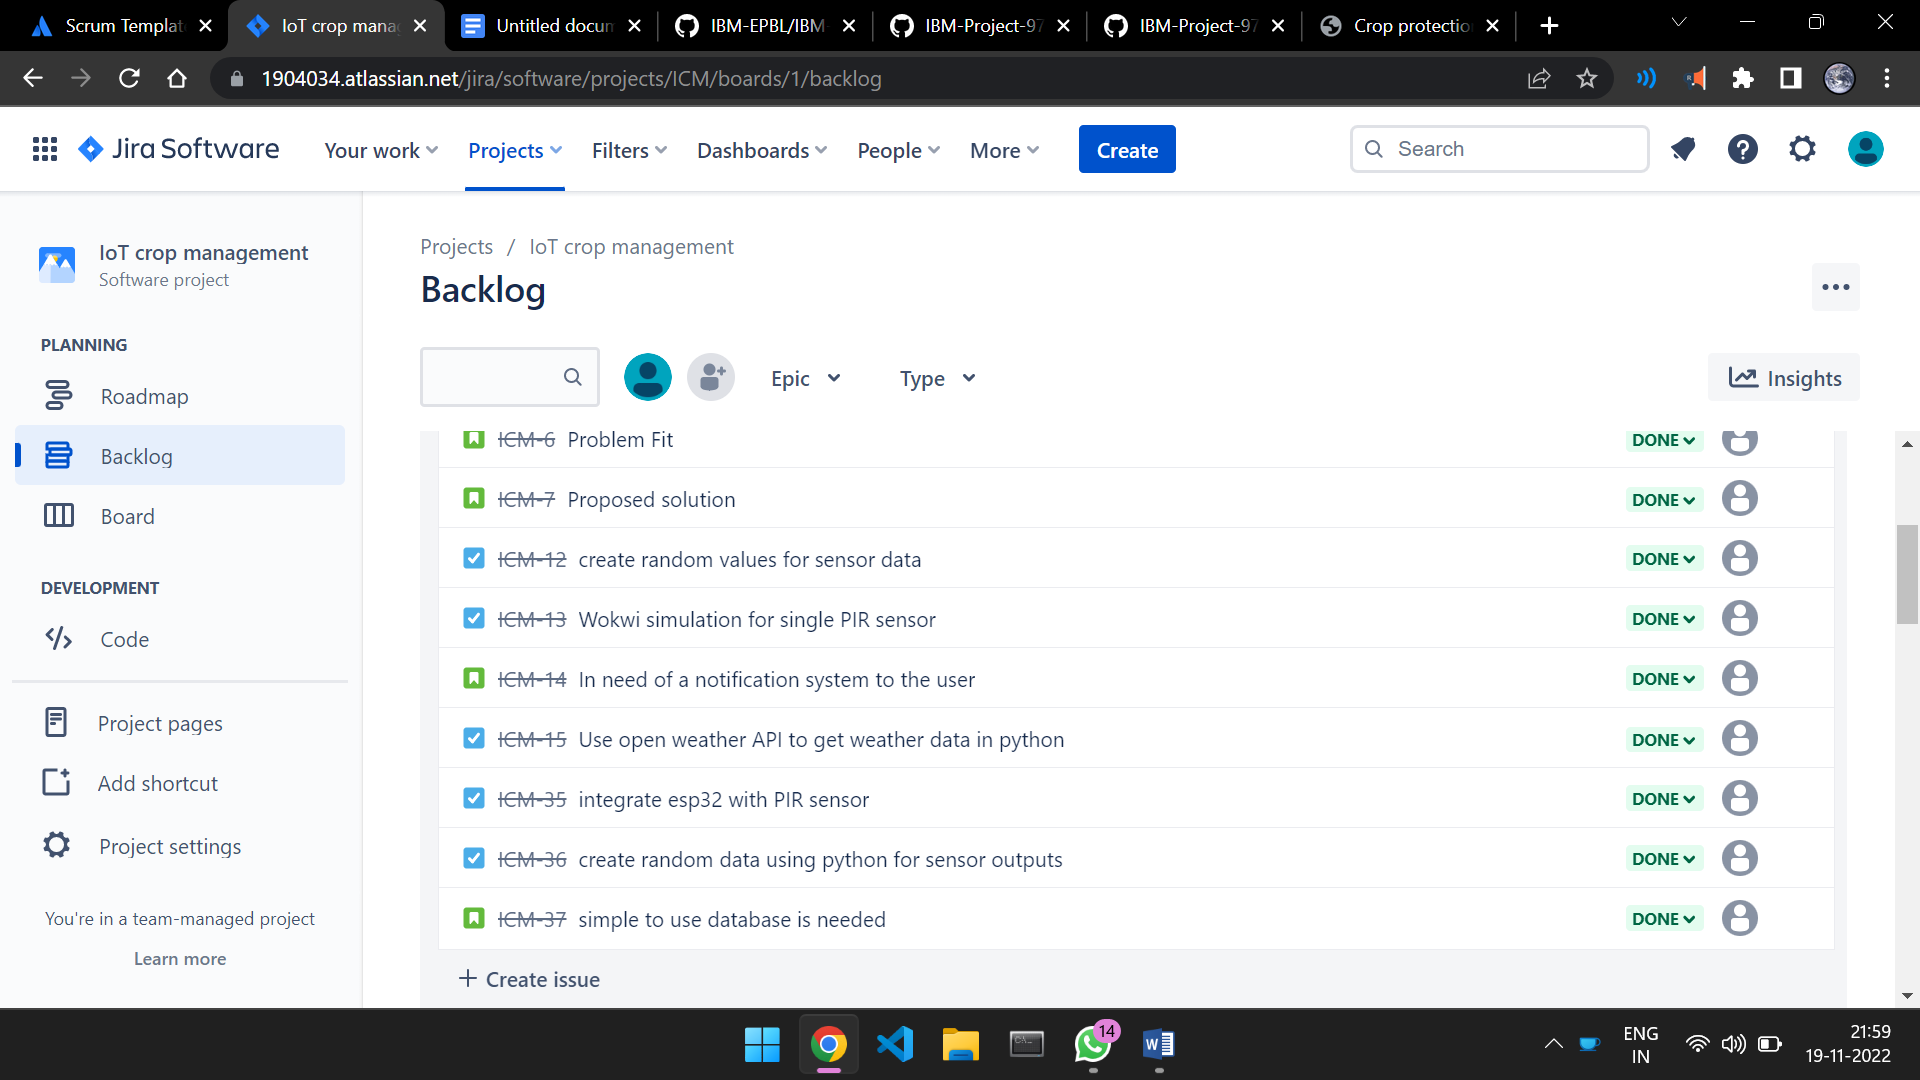 Scrum Templat
IoT crop mana
Untitled docum
IBM-EPBL/IBM-
IBM-Project-97
IBM-Project-97
Crop protectio
1904034.atlassian.net/jira/software/projects/ICM/boards/1/backlog
Jira Software
Your work
Projects
Filters
Dashboards
People
More
Create
Search
IoT crop management
Software project
PLANNING
Roadmap
Backlog
Board
DEVELOPMENT
Code
Project pages
Add shortcut
Project settings
You're in a team-managed project
Learn more
Projects / IoT crop management
Backlog
Epic
Type
Insights
ICM-6 Problem Fit DONE
ICM-7 Proposed solution DONE
ICM-12 create random values for sensor data DONE
ICM-13 Wokwi simulation for single PIR sensor DONE
ICM-14 In need of a notification system to the user DONE
ICM-15 Use open weather API to get weather data in python DONE
ICM-35 integrate esp32 with PIR sensor DONE
ICM-36 create random data using python for sensor outputs DONE
ICM-37 simple to use database is needed DONE
+ Create issue
14
ENG
IN
21:59
19-11-2022